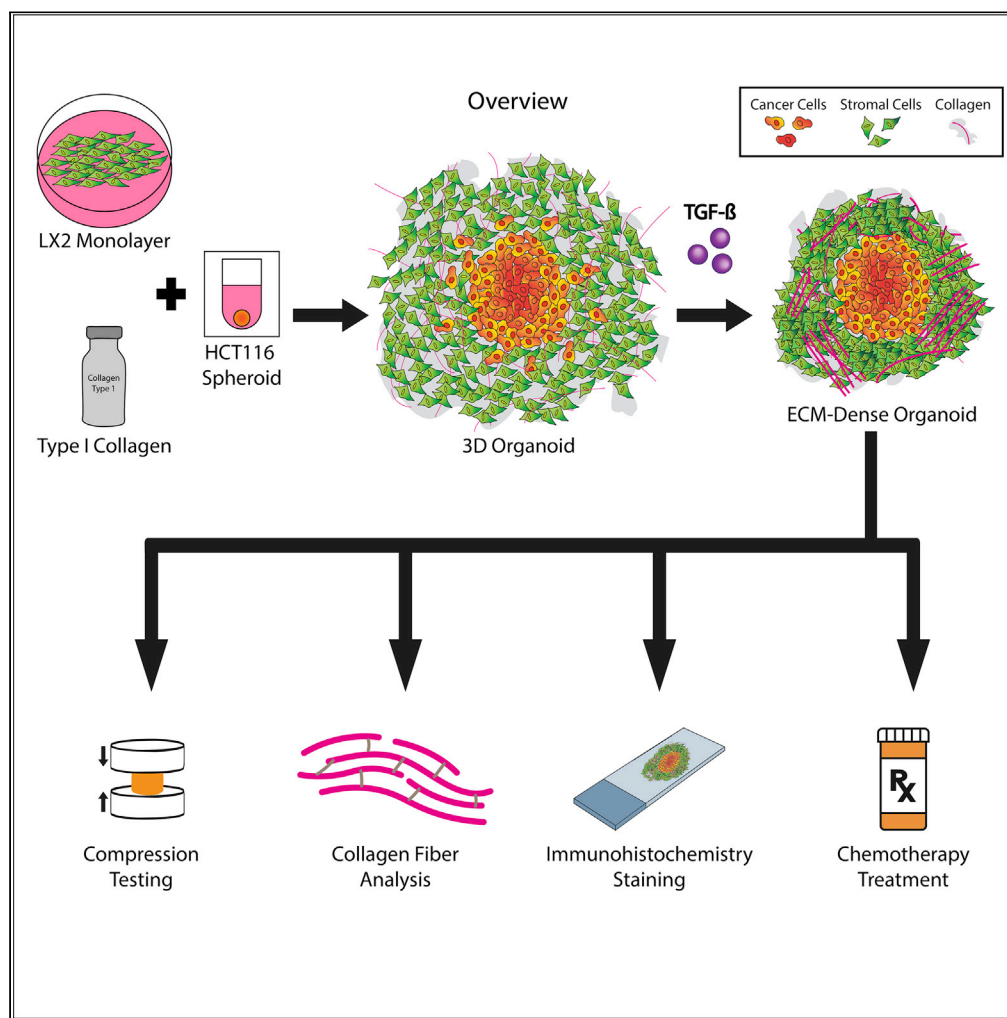 Overview
Cancer Cells
Stromal Cells
Collagen
LX2 Monolayer
Collagen
Type 1
Type I Collagen
HCT116
Spheroid
3D Organoid
TGF-ß
ECM-Dense Organoid
Compression
Testing
Collagen Fiber
Analysis
Immunohistochemistry
Staining
Rx
Chemotherapy
Treatment